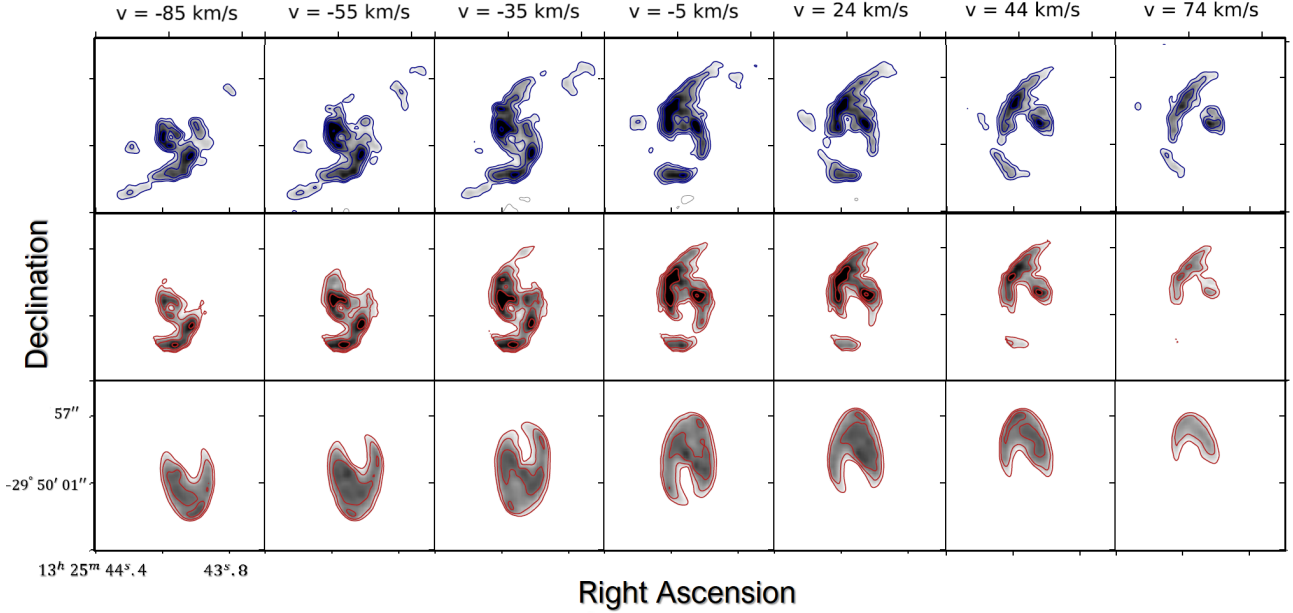 v = -85 km/s v = -55 km/s v = -35 km/s v = -5 km/s v = 24 km/s v = 44 km/s v = 74 km/s
Declination
57″
-29° 50′ 01″
13ʰ 25ᵐ 44ˢ.4 43ˢ.8
Right Ascension